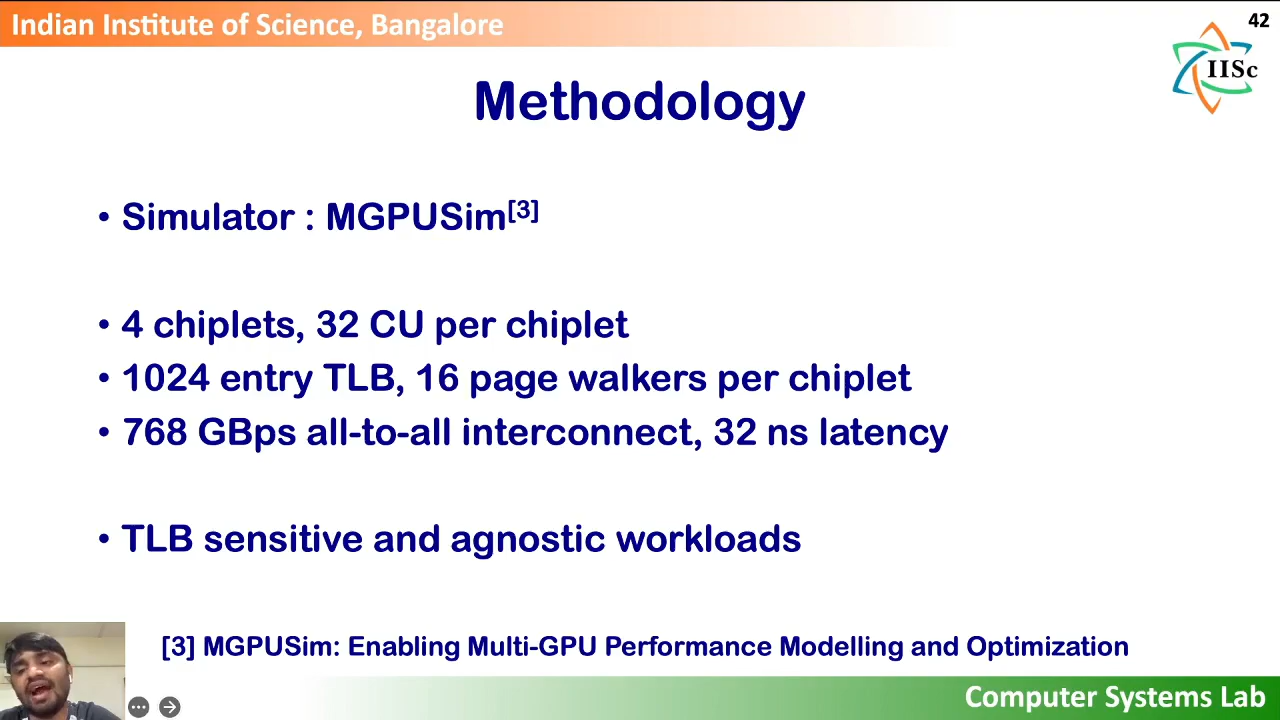 Indian Institute of Science, Bangalore
42
IISc
Methodology
• Simulator : MGPUSim[3]
• 4 chiplets, 32 CU per chiplet
• 1024 entry TLB, 16 page walkers per chiplet
• 768 GBps all-to-all interconnect, 32 ns latency
• TLB sensitive and agnostic workloads
[3] MGPUSim: Enabling Multi-GPU Performance Modelling and Optimization
Computer Systems Lab